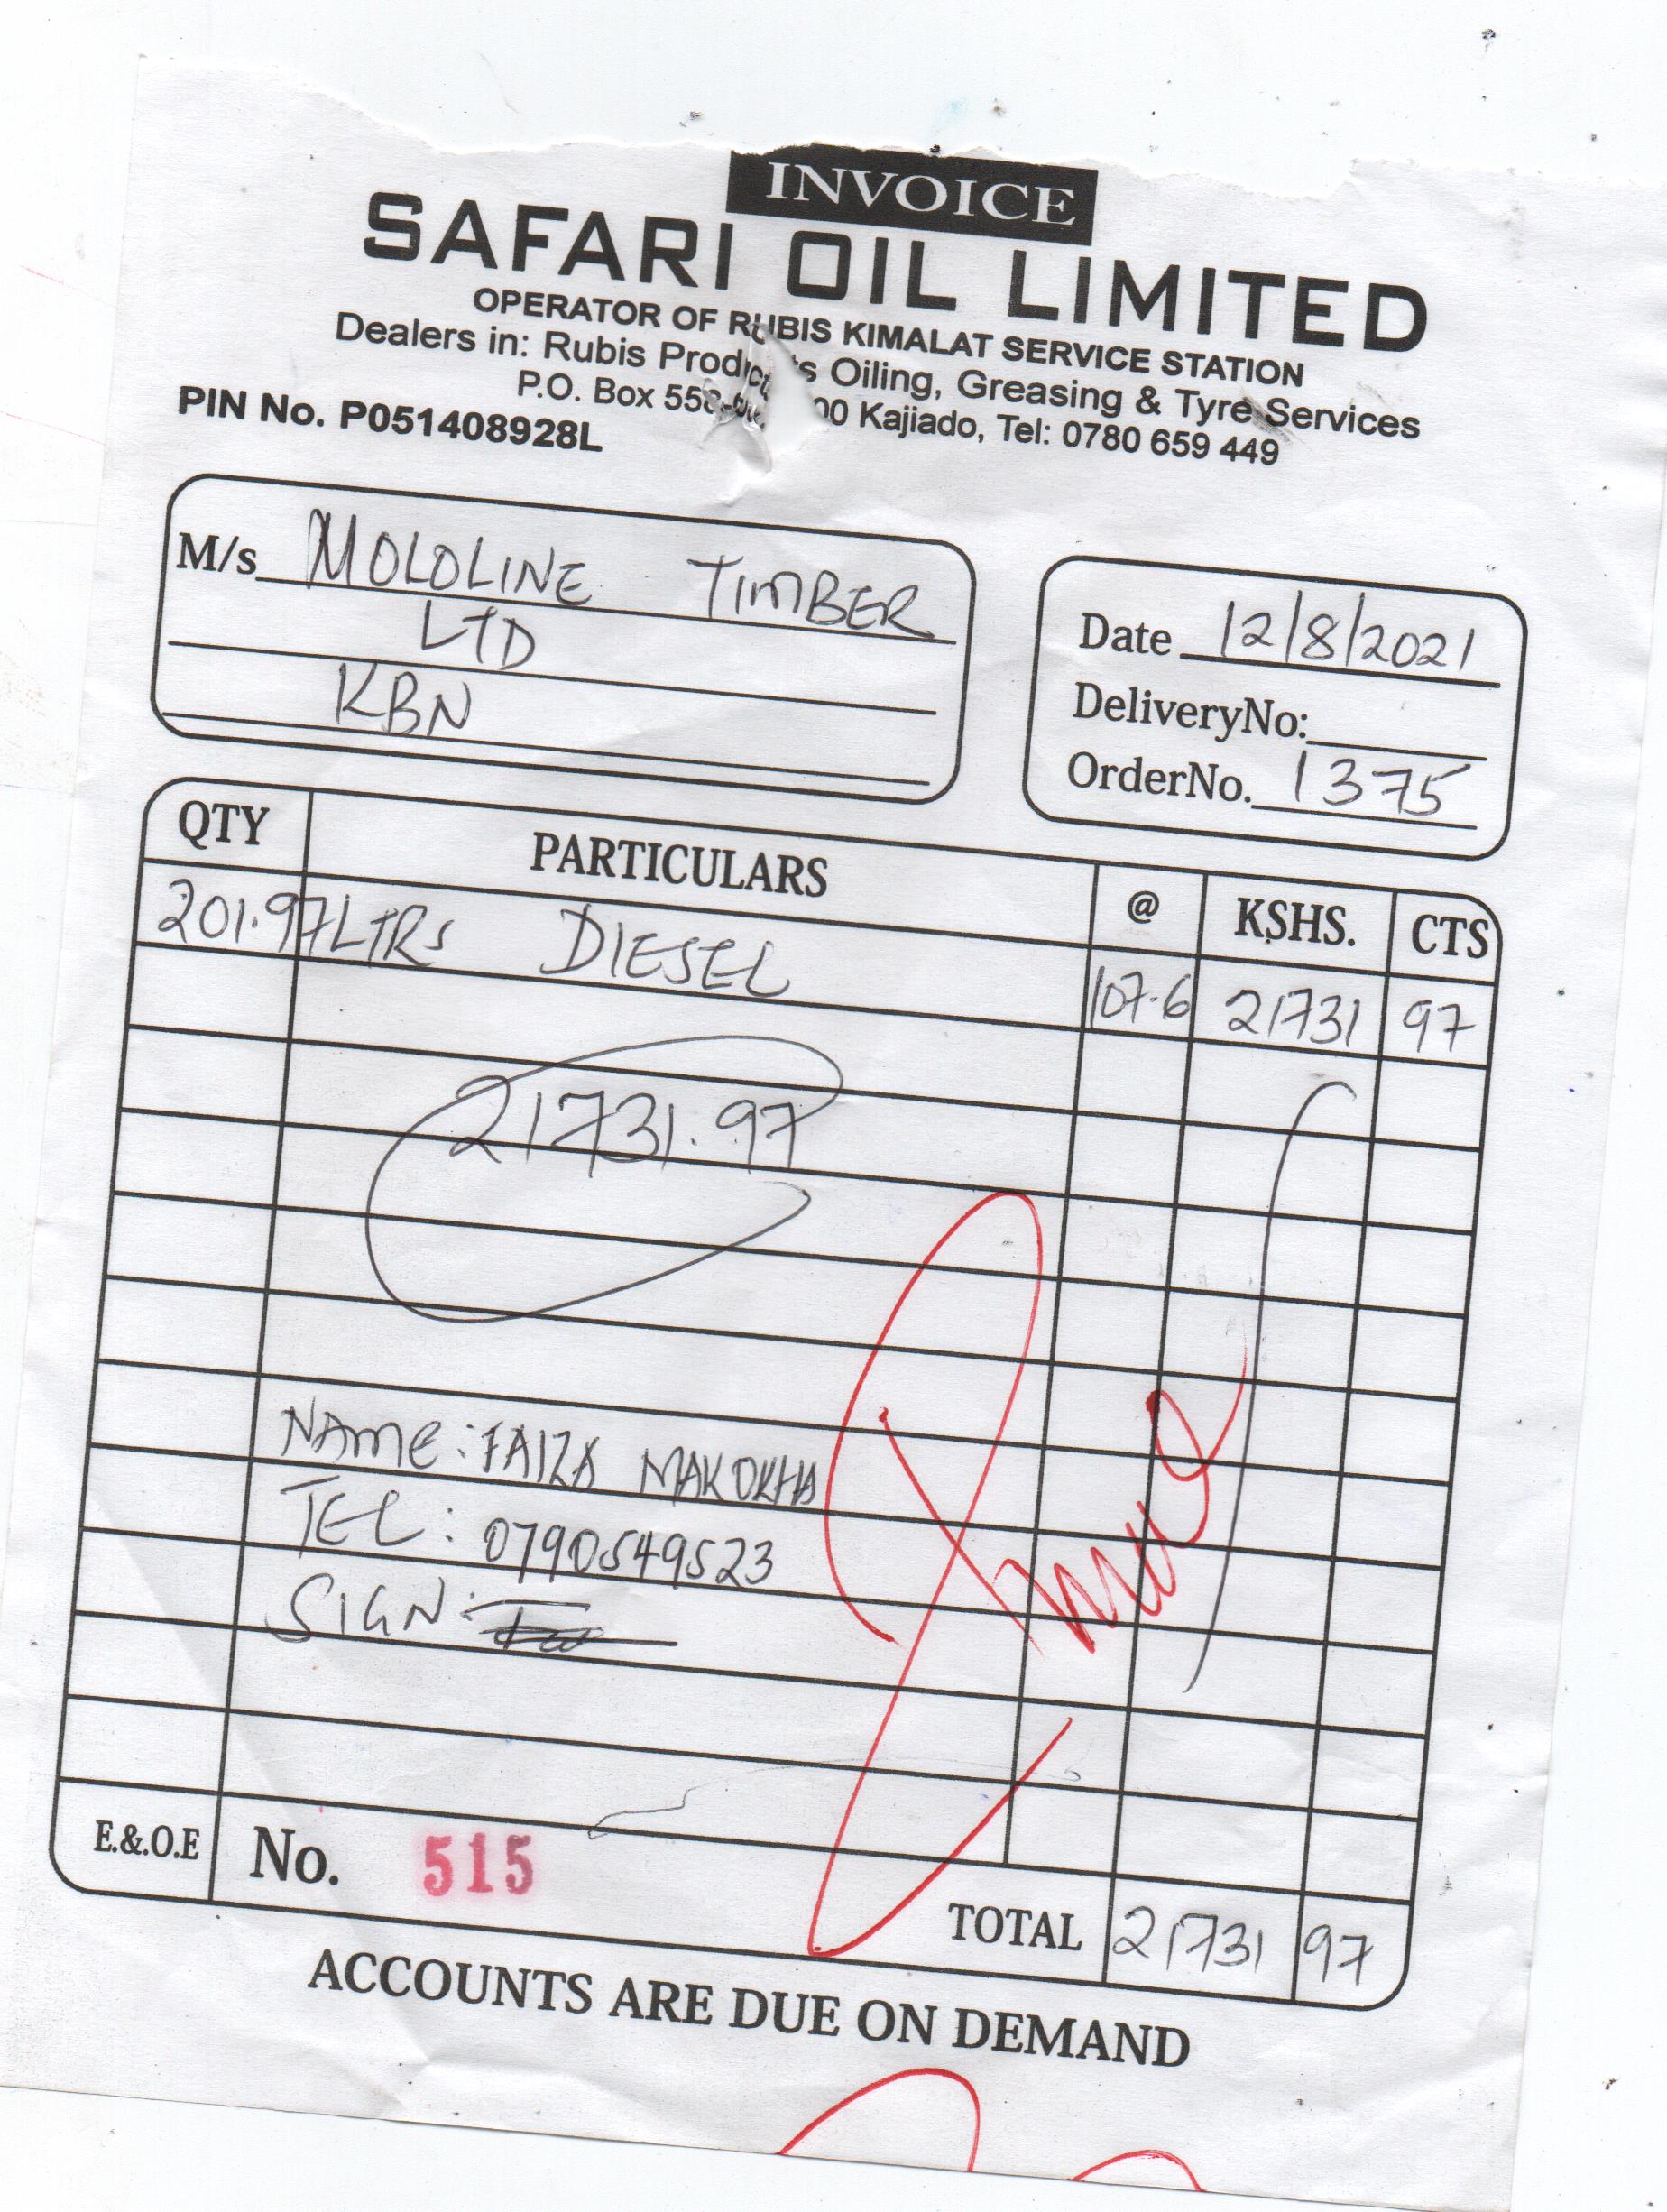 INVOICE
SAFARI OIL LIMITED
OPERATOR OF RUBIS KIMALAT SERVICE STATION
Dealers in: Rubis Products Oiling, Greasing & Tyre Services
P.O. Box 00 Kajiado, Tel: 0780 659 449
PIN No. P051408928L
M/s MOLOLINE TIMBER
LTD
KBN
Date 12/8/2021
DeliveryNo:
OrderNo. 1375
QTY PARTICULARS @ KSHS. CTS
201.97LTRS DIESEL 107.6 21731 97
21731.97
NAME: FAIZA MAKOKHA
TEL: 0790549523
SIGN:
E.&.O.E No. 515
TOTAL 21731 97
ACCOUNTS ARE DUE ON DEMAND